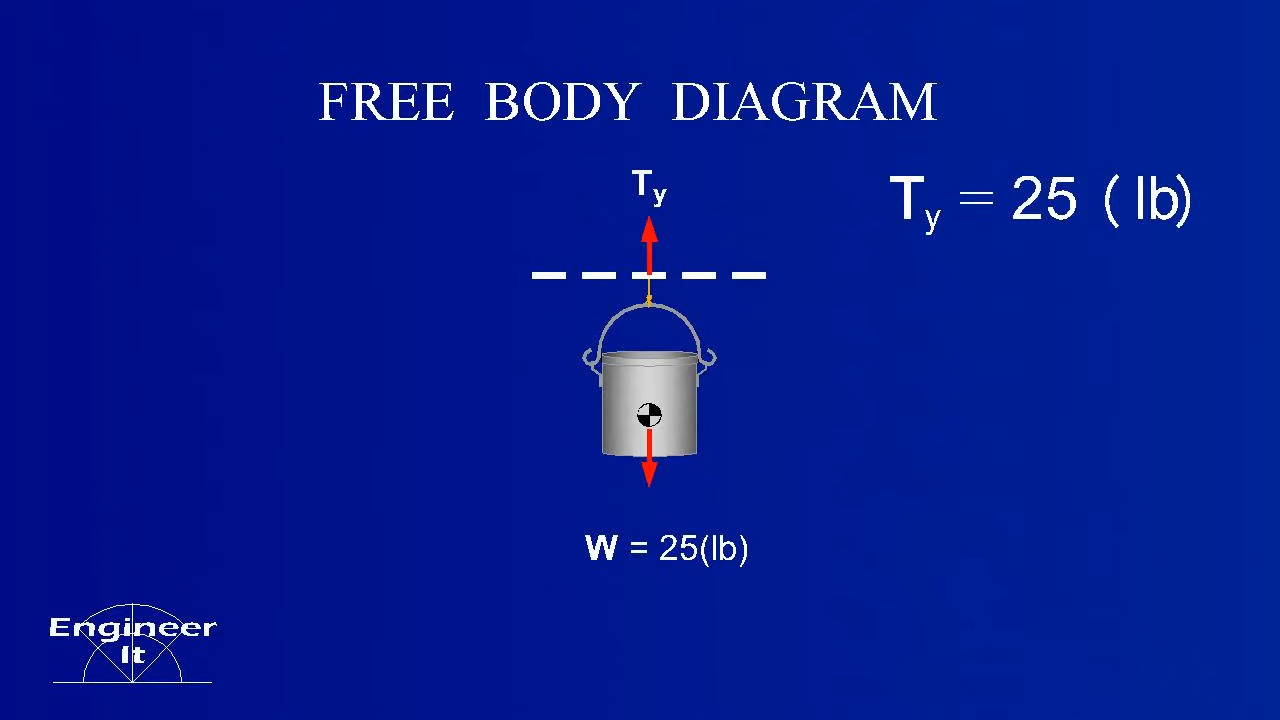 FREE BODY DIAGRAM
Ty
Ty = 25 ( lb)
W = 25(lb)
Engineer
It